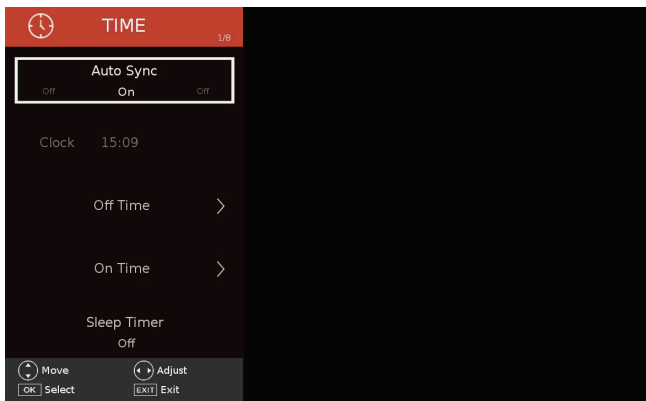 TIME
1/8
Auto Sync
Off On Off
Clock 15:09
Off Time
On Time
Sleep Timer
Off
Move Adjust
OK Select EXIT Exit